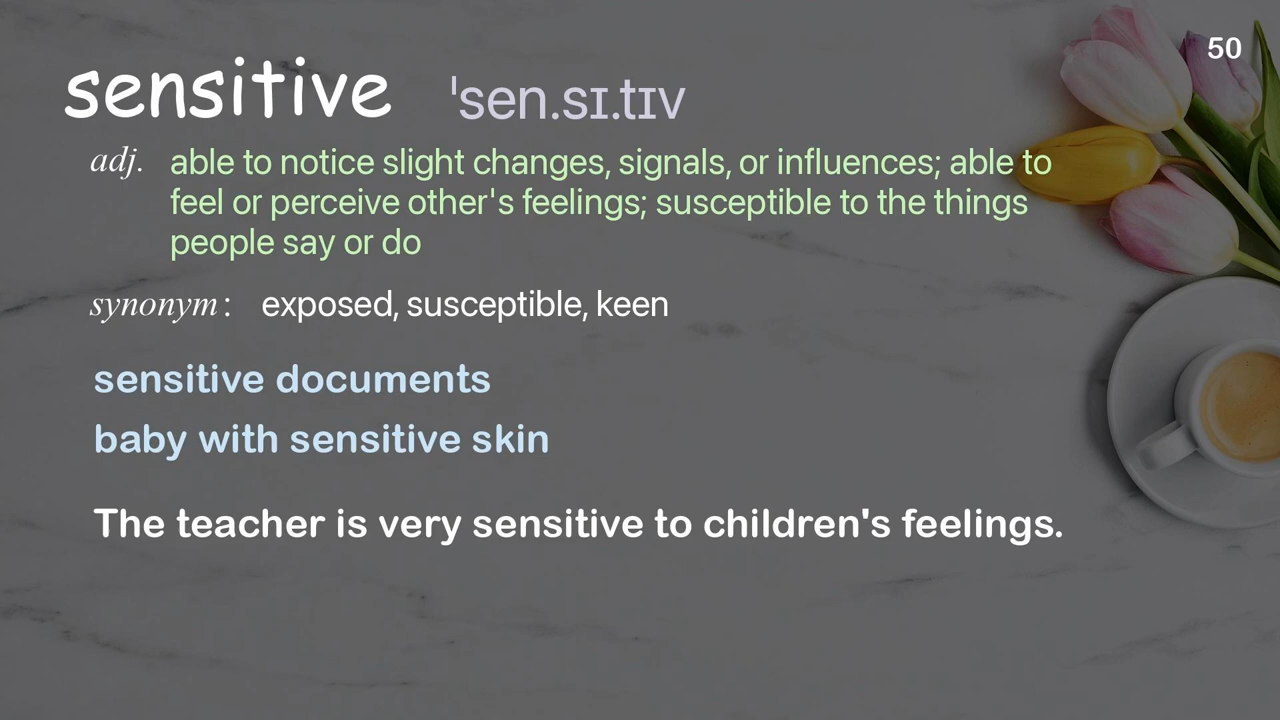 50
sensitive ˈsen.sɪ.tɪv
adj. able to notice slight changes, signals, or influences; able to
feel or perceive other's feelings; susceptible to the things
people say or do
synonym: exposed, susceptible, keen
sensitive documents
baby with sensitive skin
The teacher is very sensitive to children's feelings.